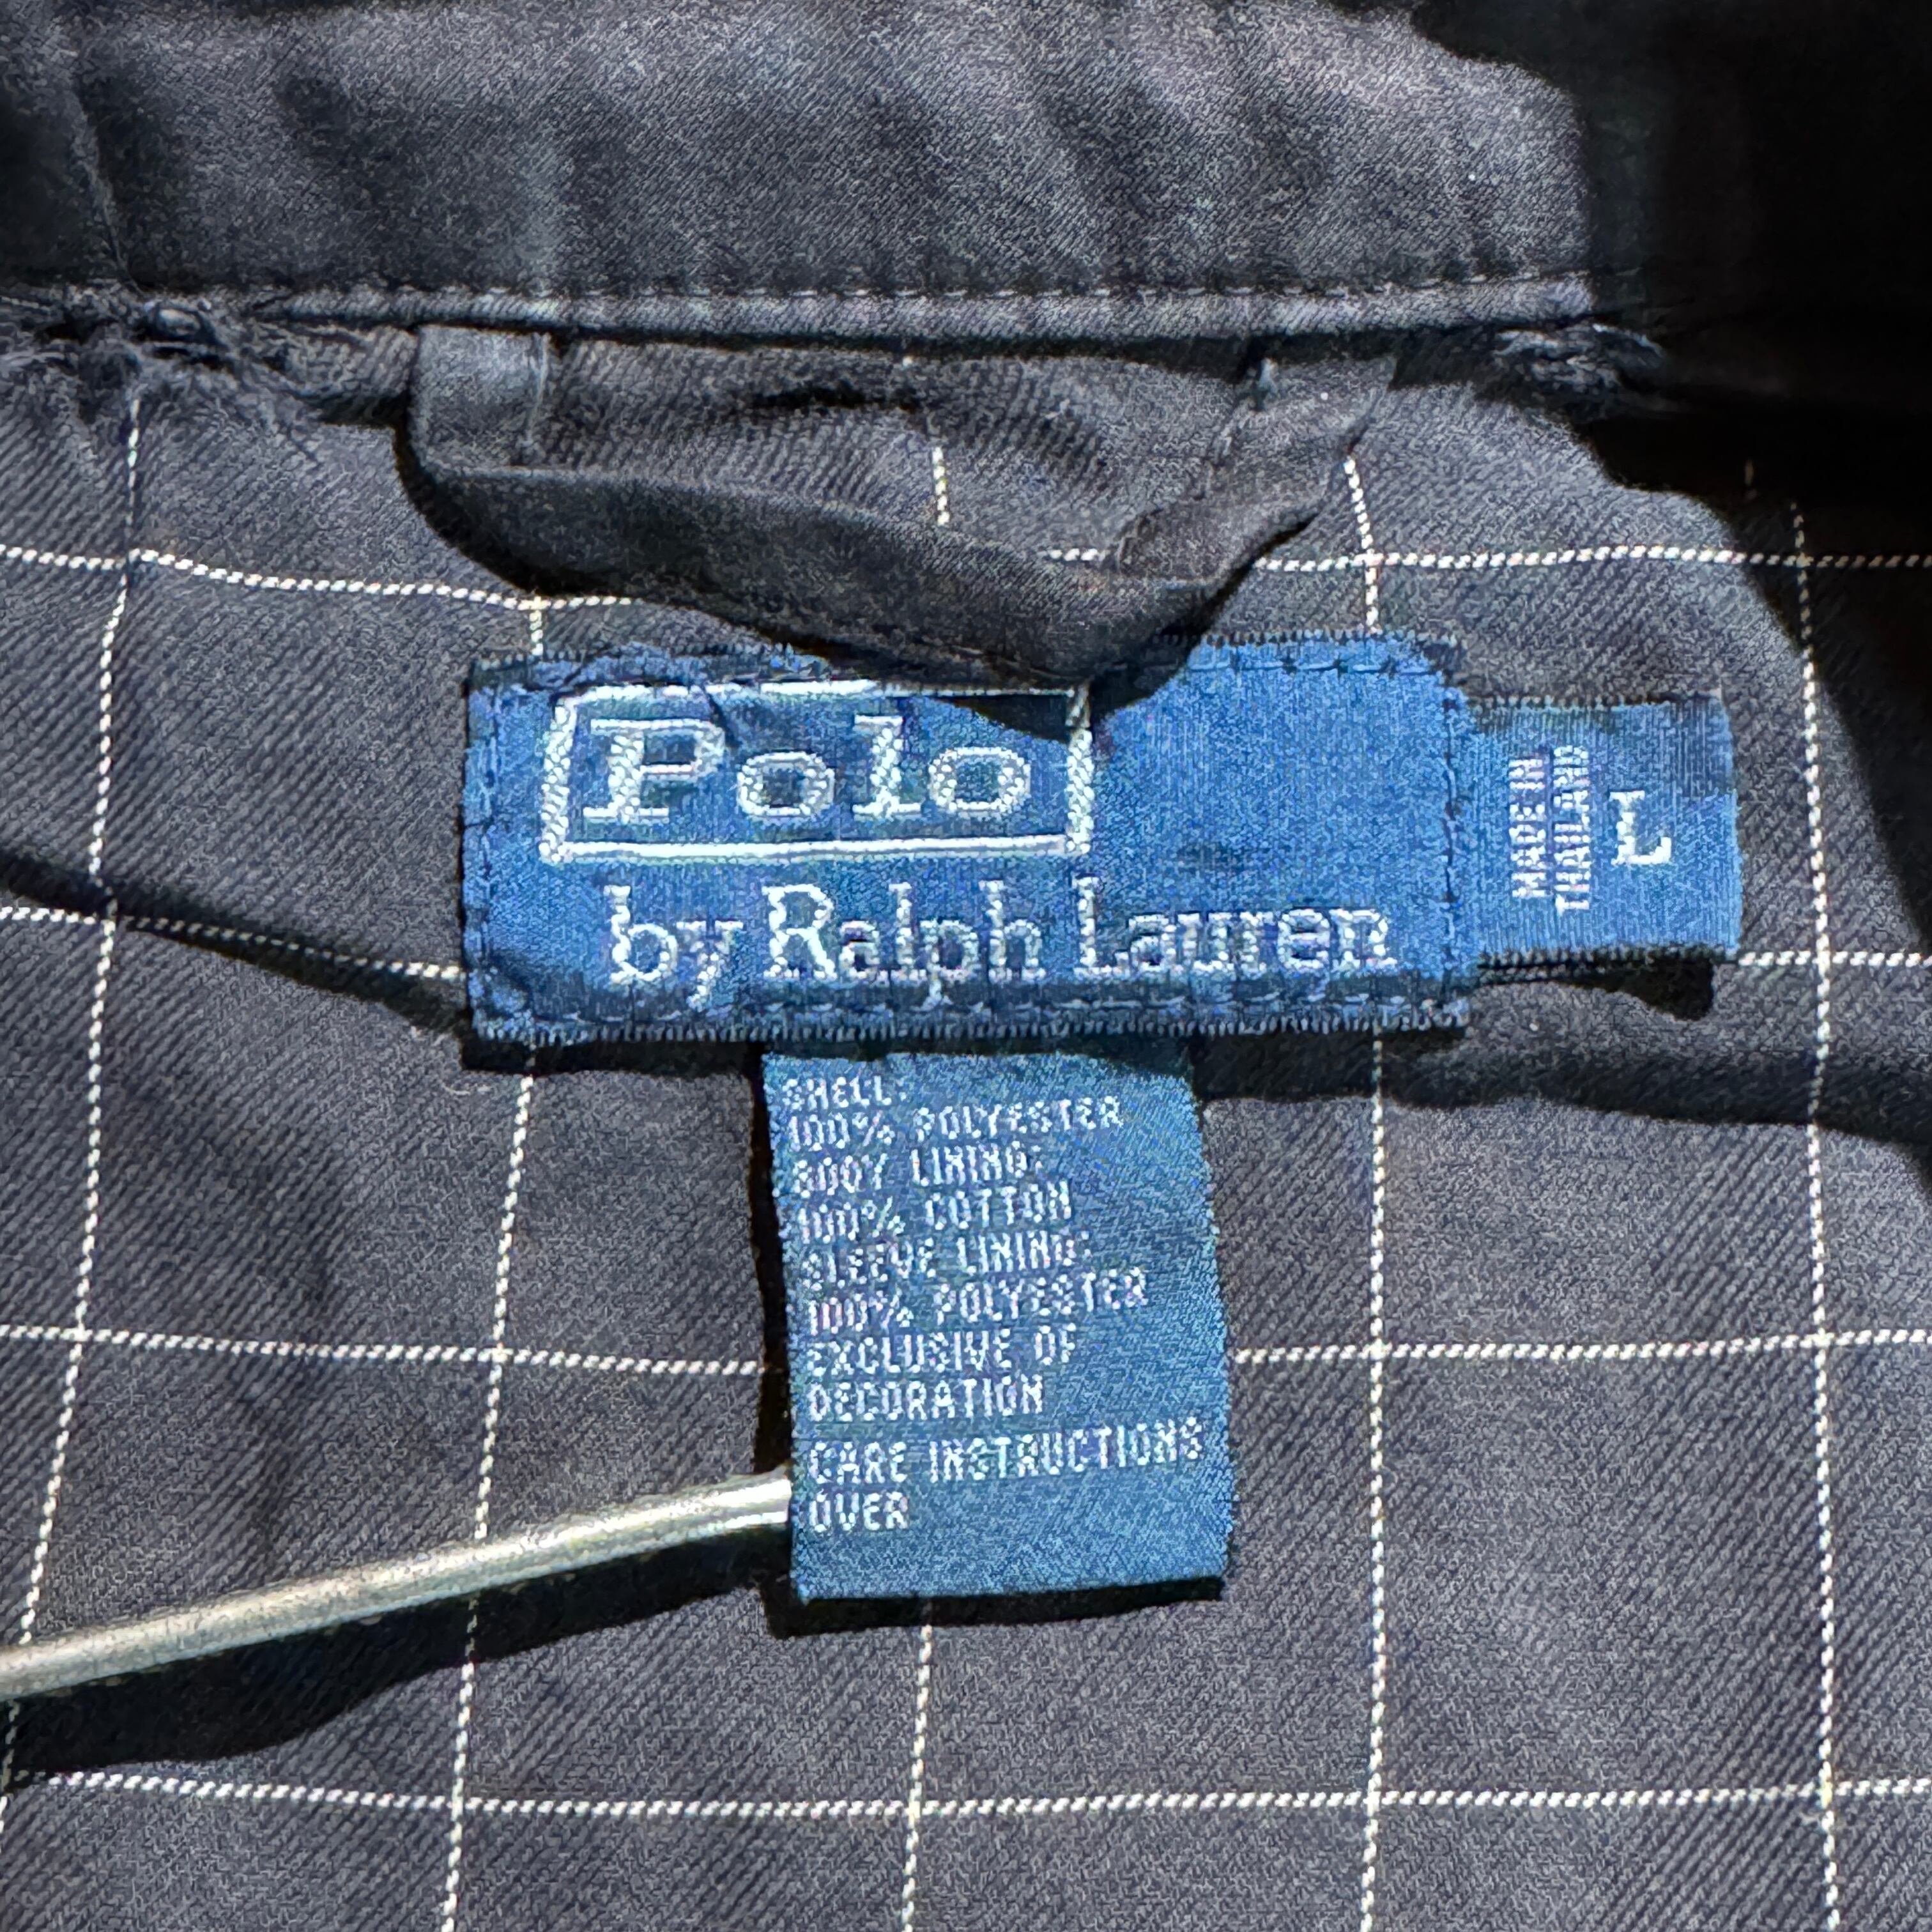 Polo
by Ralph Lauren
MADE IN
THAILAND
L
SHELL:
100% POLYESTER
BODY LINING:
100% COTTON
SLEEVE LINING:
100% POLYESTER
EXCLUSIVE OF
DECORATION
CARE INSTRUCTIONS
OVER